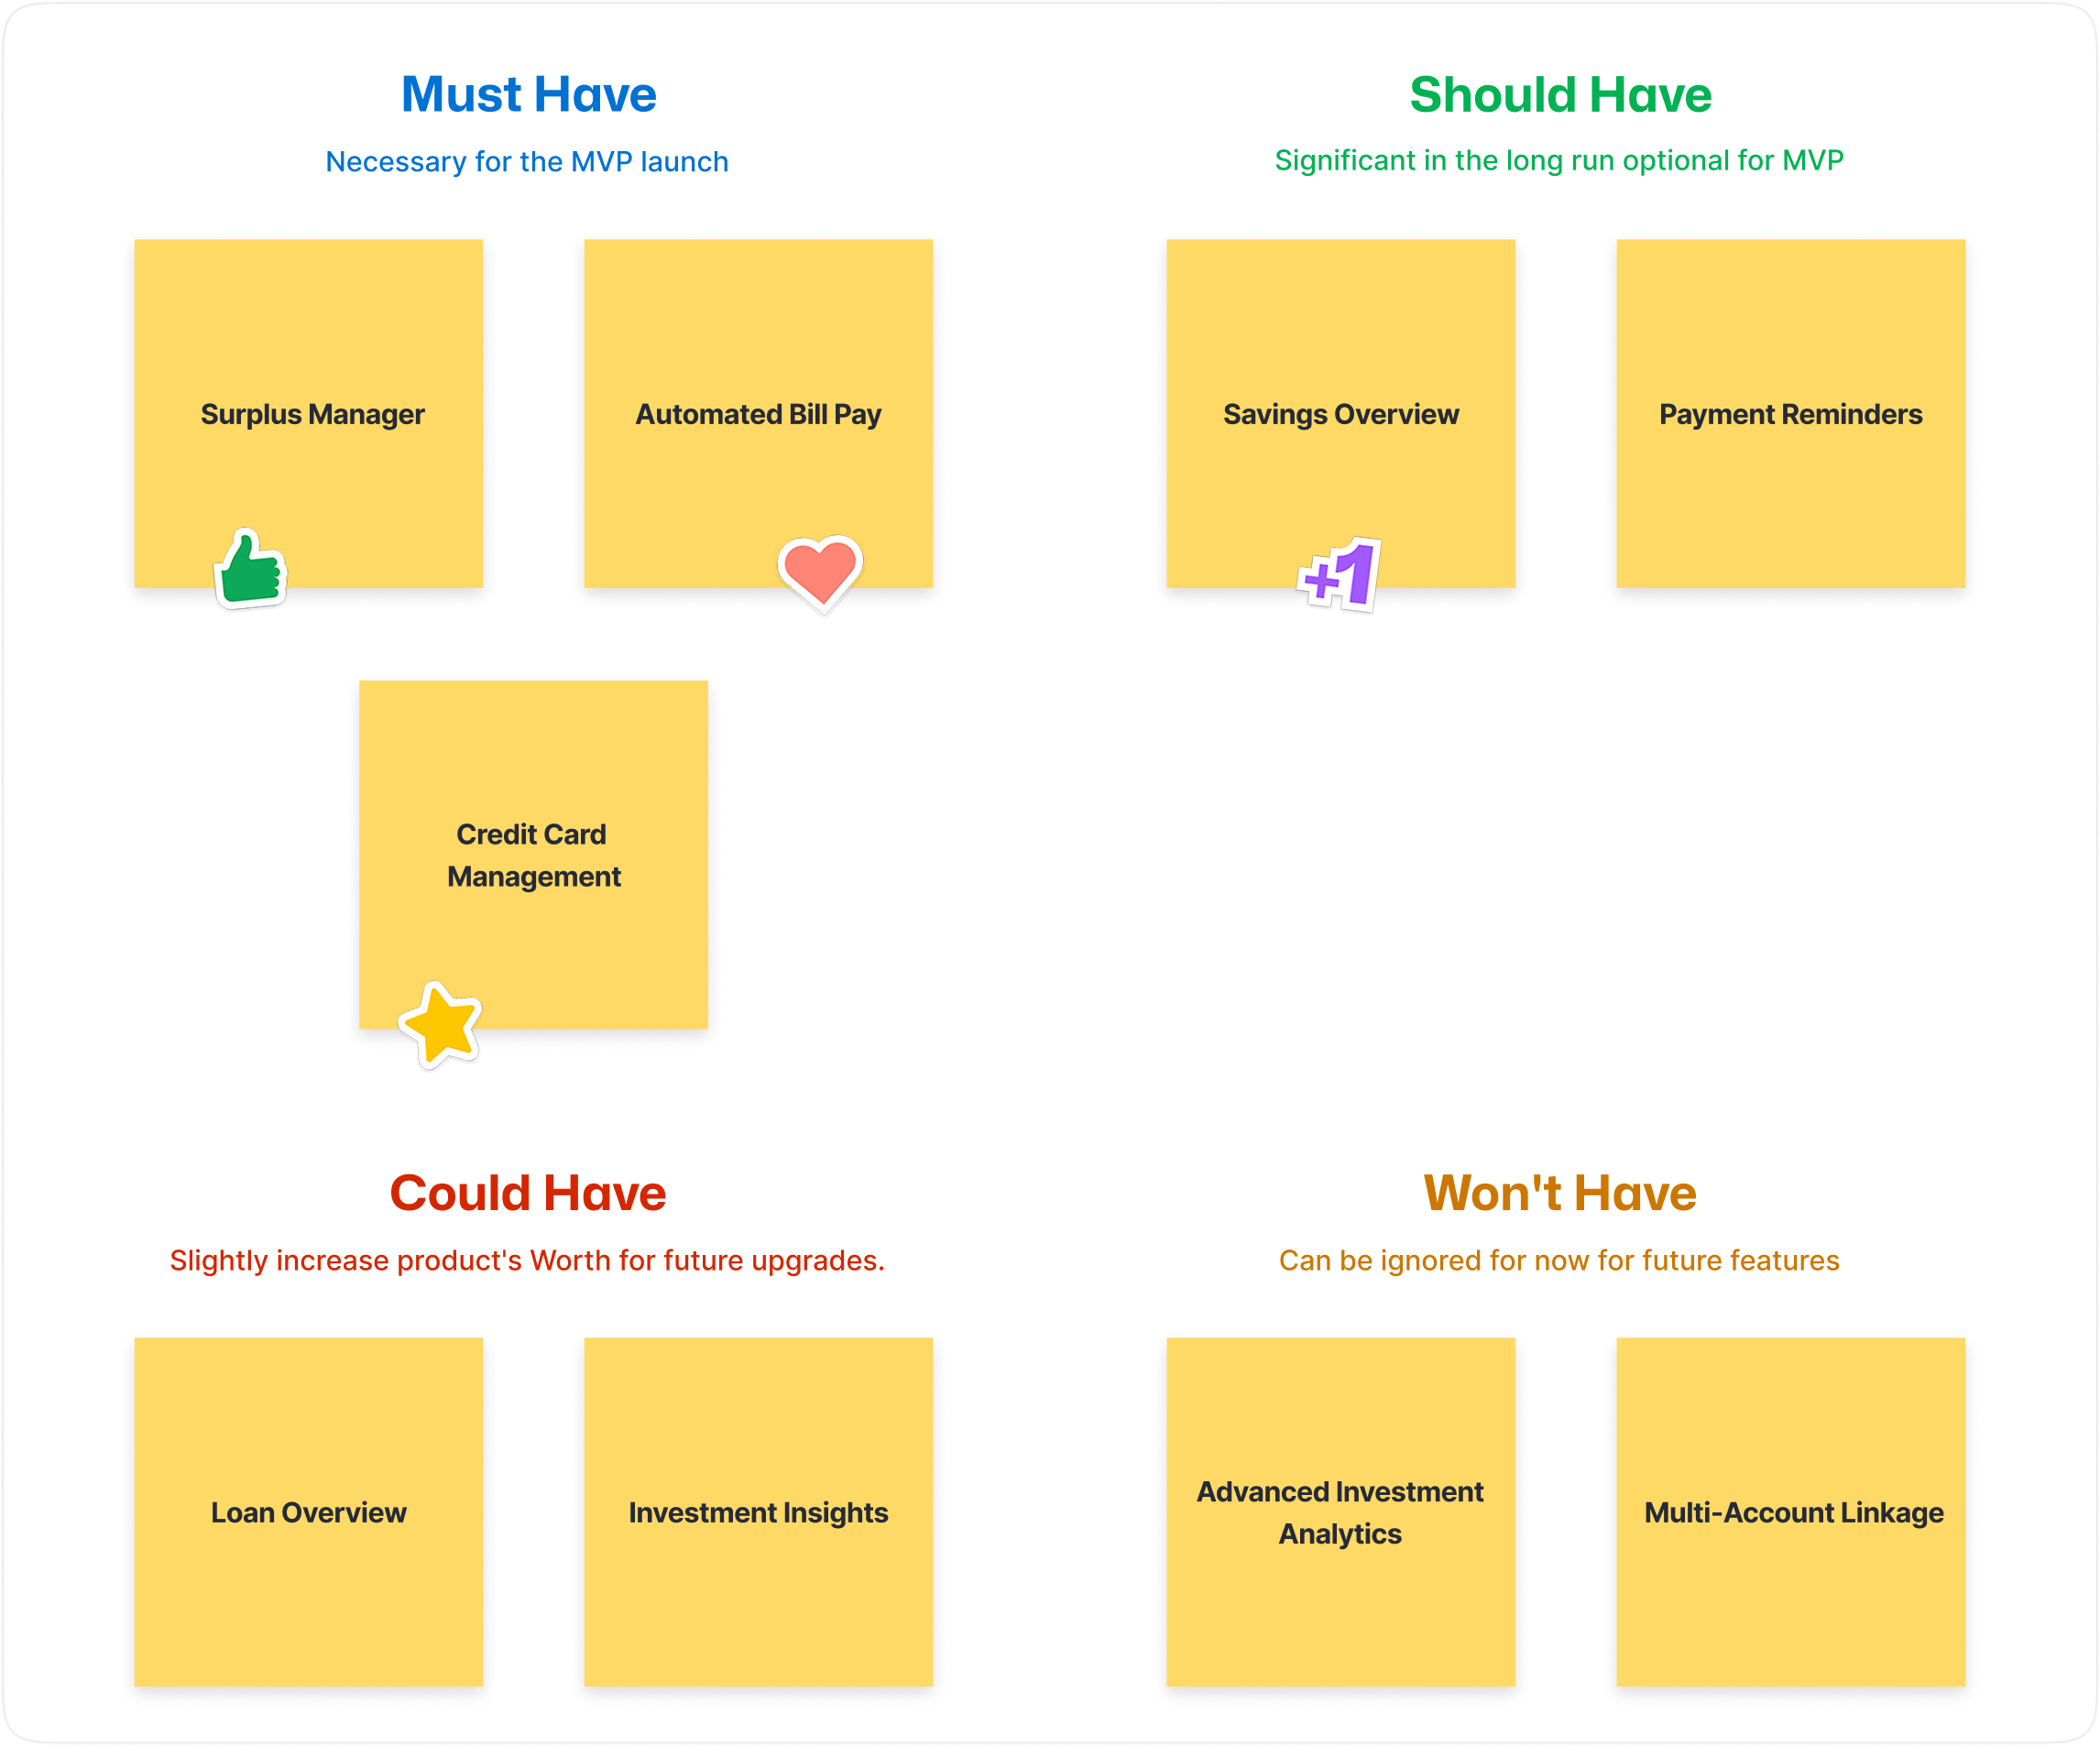 Must Have
Necessary for the MVP launch
Surplus Manager
Automated Bill Pay
Credit Card
Management
Should Have
Significant in the long run optional for MVP
Savings Overview
Payment Reminders
+1
Could Have
Slightly increase product's Worth for future upgrades.
Loan Overview
Investment Insights
Won't Have
Can be ignored for now for future features
Advanced Investment
Analytics
Multi-Account Linkage